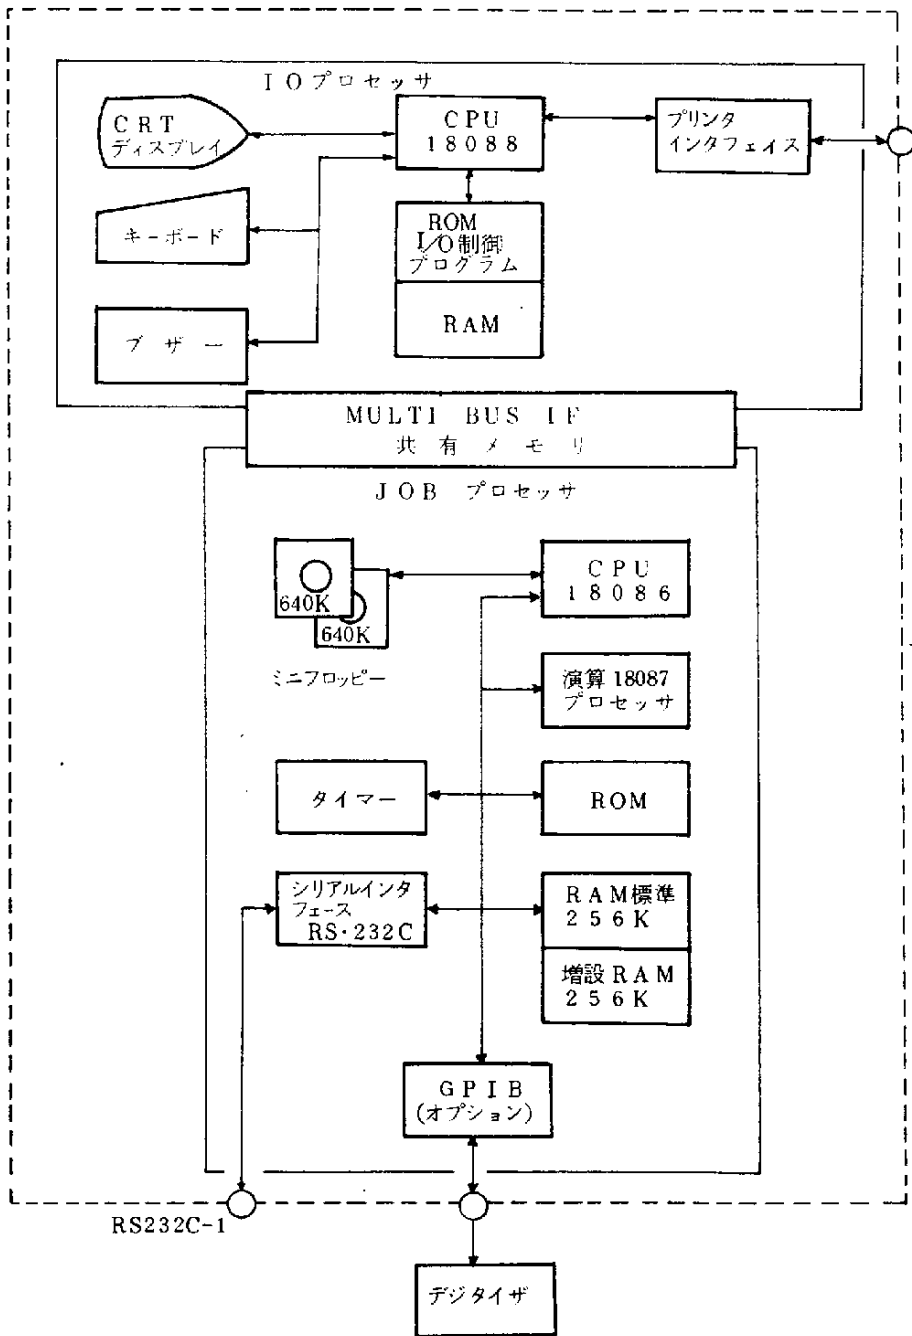 IOプロセッサ
CRT
ディスプレイ
CPU
18088
プリンタ
インタフェイス
キーボード
ROM
I/O制御
プログラム
RAM
ブザー
MULTI BUS IF
共有メモリ
JOB プロセッサ
640K
640K
ミニフロッピー
CPU
18086
演算18087
プロセッサ
タイマー
ROM
シリアルインタ
フェース
RS・232C
RAM標準
256K
増設RAM
256K
GPIB
(オプション)
RS232C-1
デジタイザ